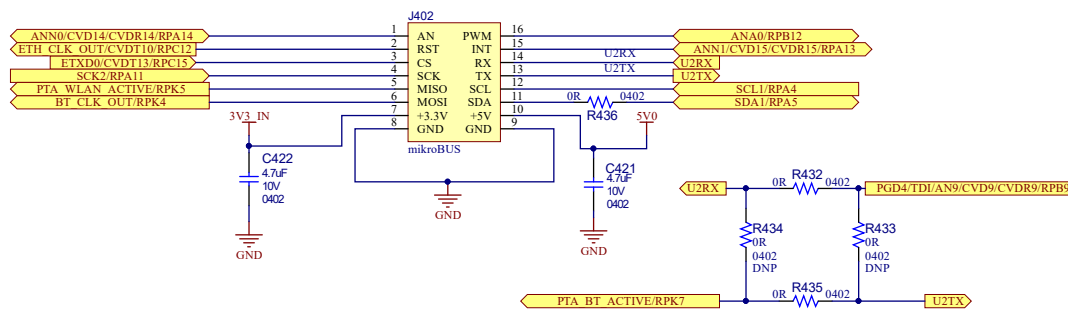 J402
ANN0/CVD14/CVDR14/RPA14 1 AN PWM 16 ANA0/RPB12
ETH_CLK_OUT/CVDT10/RPC12 2 RST INT 15 ANN1/CVD15/CVDR15/RPA13
ETXD0/CVDT13/RPC15 3 CS RX 14 U2RX U2RX
SCK2/RPA11 4 SCK TX 13 U2TX U2TX
PTA_WLAN_ACTIVE/RPK5 5 MISO SCL 12 SCL1/RPA4
BT_CLK_OUT/RPK4 6 MOSI SDA 11 0R 0402 SDA1/RPA5
R436
7 +3.3V +5V 10
8 GND GND 9
3V3_IN
5V0
mikroBUS
C422
4.7uF
10V
0402
GND
GND
C421
4.7uF
10V
0402
GND
U2RX 0R R432 0402 PGD4/TDI/AN9/CVD9/CVDR9/RPB9
R434
0R
0402
DNP
R433
0R
0402
DNP
PTA_BT_ACTIVE/RPK7 0R R435 0402 U2TX